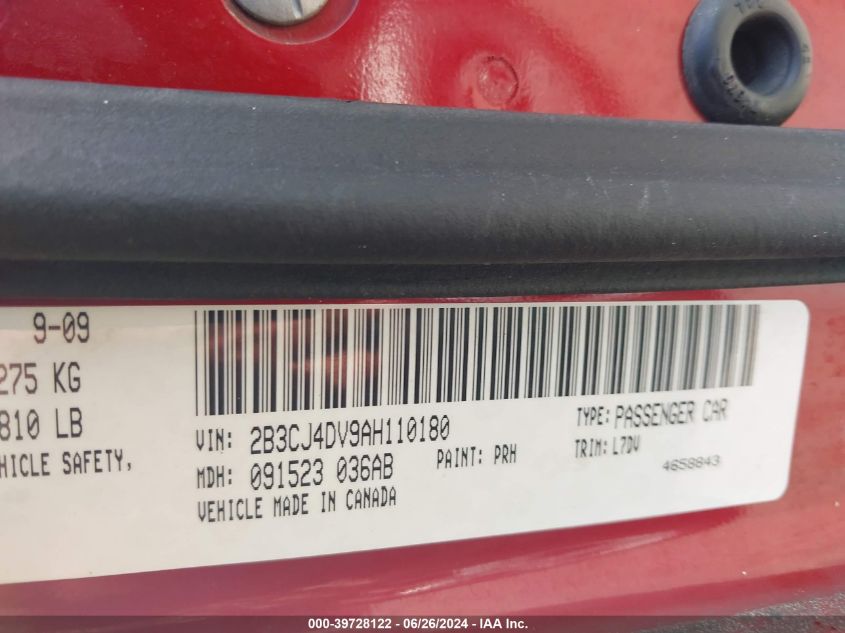 9-09
275 KG
810 LB
HICLE SAFETY,
VIN: 2B3CJ4DV9AH110180
TYPE: PASSENGER CAR
MDH: 091523 036AB
PAINT: PRH
TRIM: L7DV
4658843
VEHICLE MADE IN CANADA
000-39728122 - 06/26/2024 - IAA Inc.